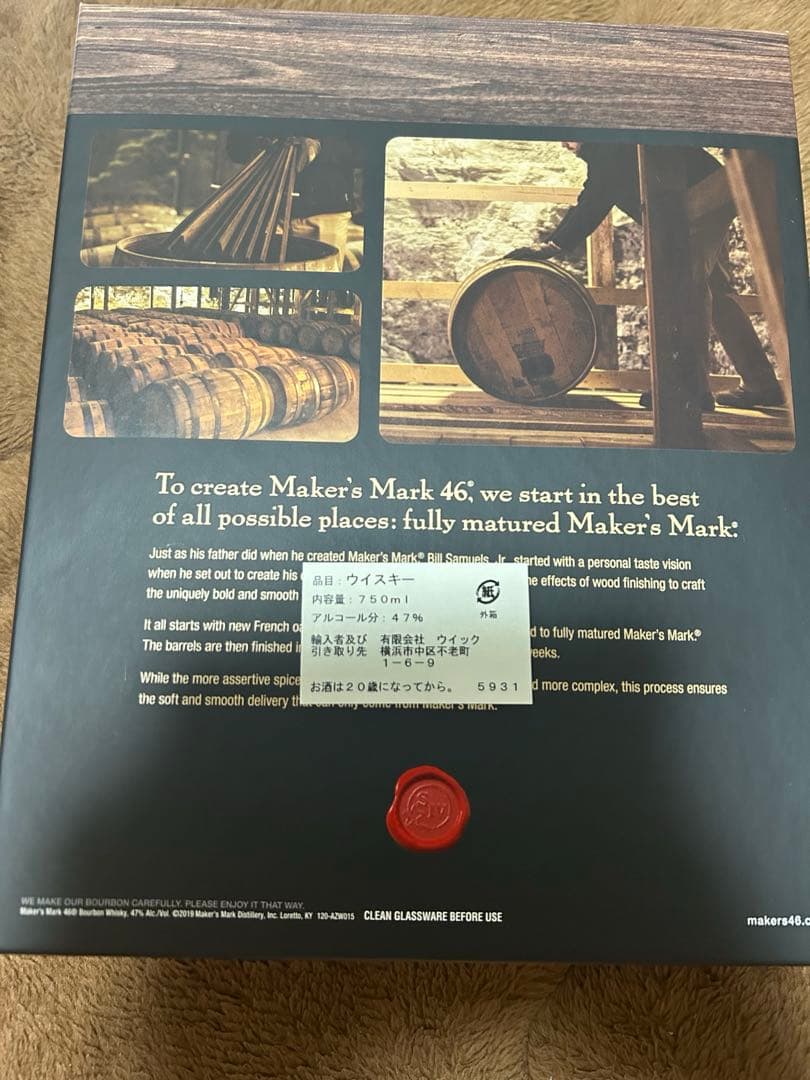 To create Maker's Mark 46®, we start in the best
of all possible places: fully matured Maker's Mark®:
Just as his father did when he created Maker's Mark® Bill Samuels, Jr. started with a personal taste vision
when he set out to create his
e effects of wood finishing to craft
the uniquely bold and smooth
It all starts with new French oa
d to fully matured Maker's Mark®
The barrels are then finished i
eeks.
While the more assertive spice
d more complex, this process ensures
the soft and smooth delivery th
can only come from Maker's Mark.
品目：ウイスキー
内容量：７５０ｍｌ
アルコール分：４７％
紙
外箱
輸入者及び 有限会社 ウイック
引き取り先 横浜市中区不老町
１－６－９
お酒は２０歳になってから。 ５９３１
S IV
WE MAKE OUR BOURBON CAREFULLY. PLEASE ENJOY IT THAT WAY.
Maker's Mark 46® Bourbon Whisky, 47% Alc./Vol. ©2019 Maker's Mark Distillery, Inc. Loretto, KY 120-AZW015 CLEAN GLASSWARE BEFORE USE
makers46.c